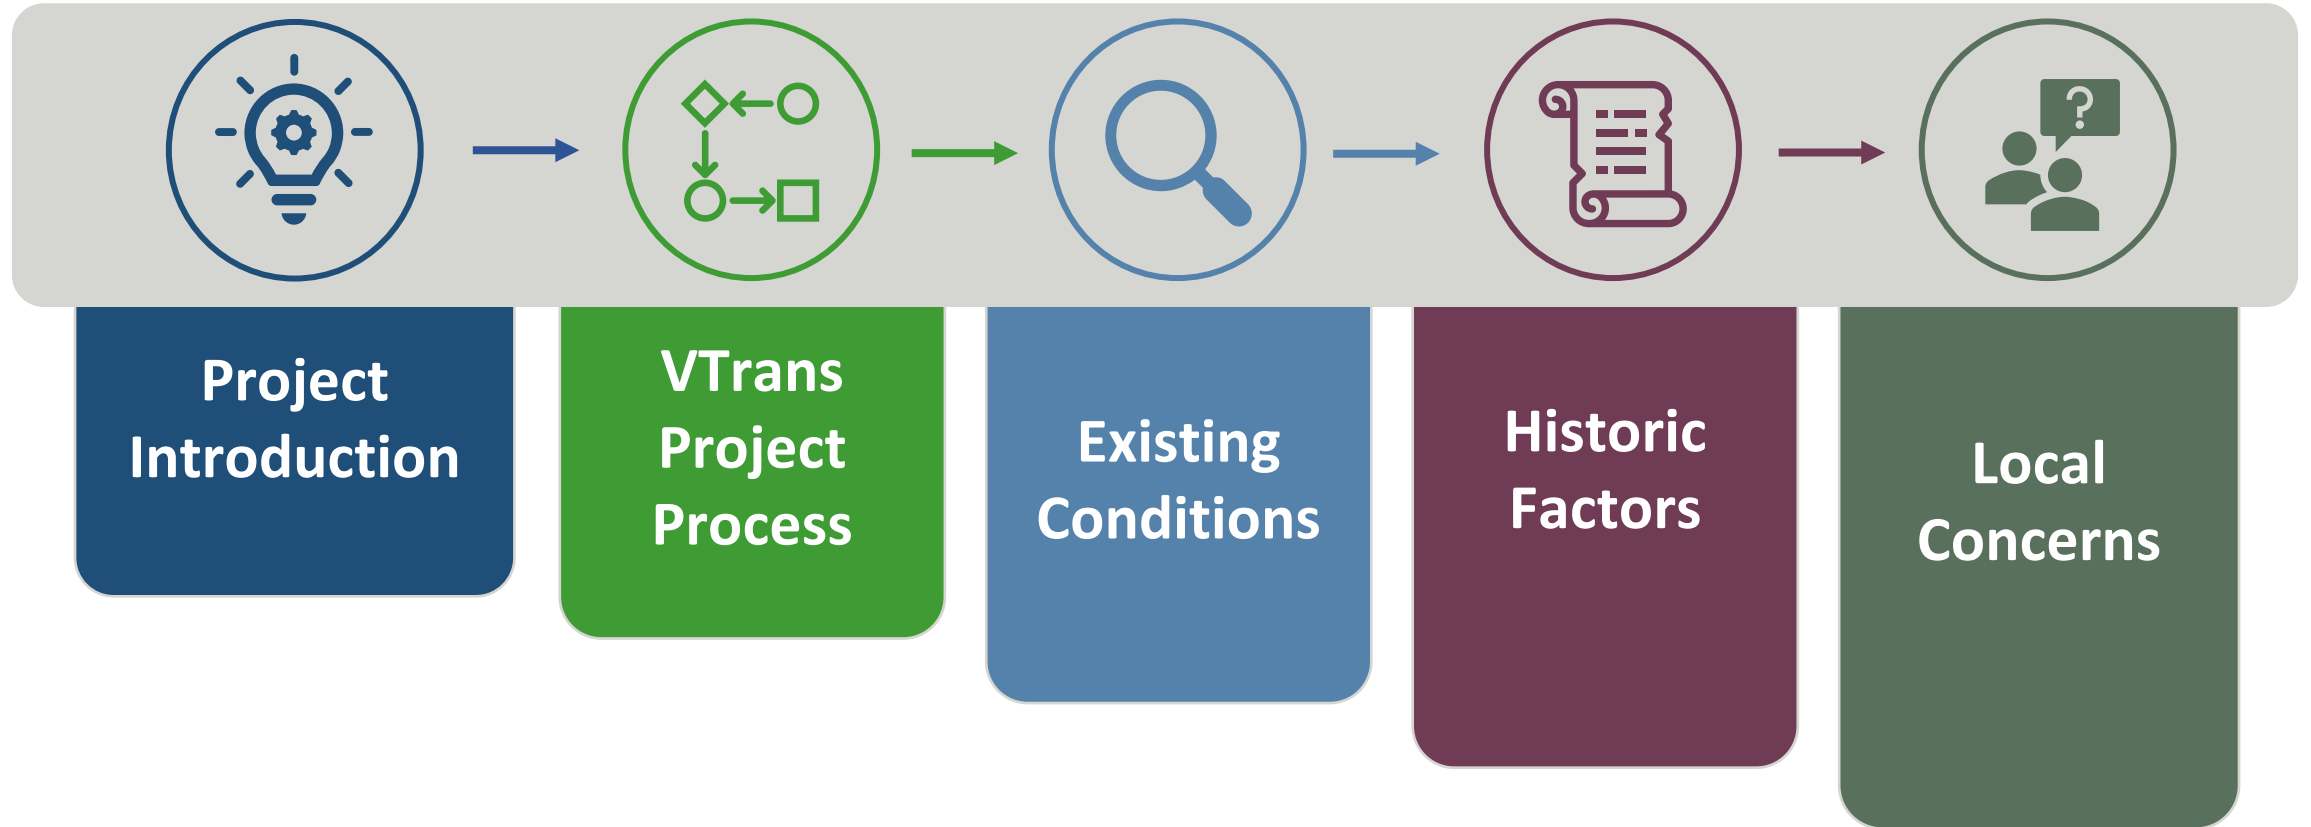 ?
Project
Introduction
VTrans
Project
Process
Existing
Conditions
Historic
Factors
Local
Concerns